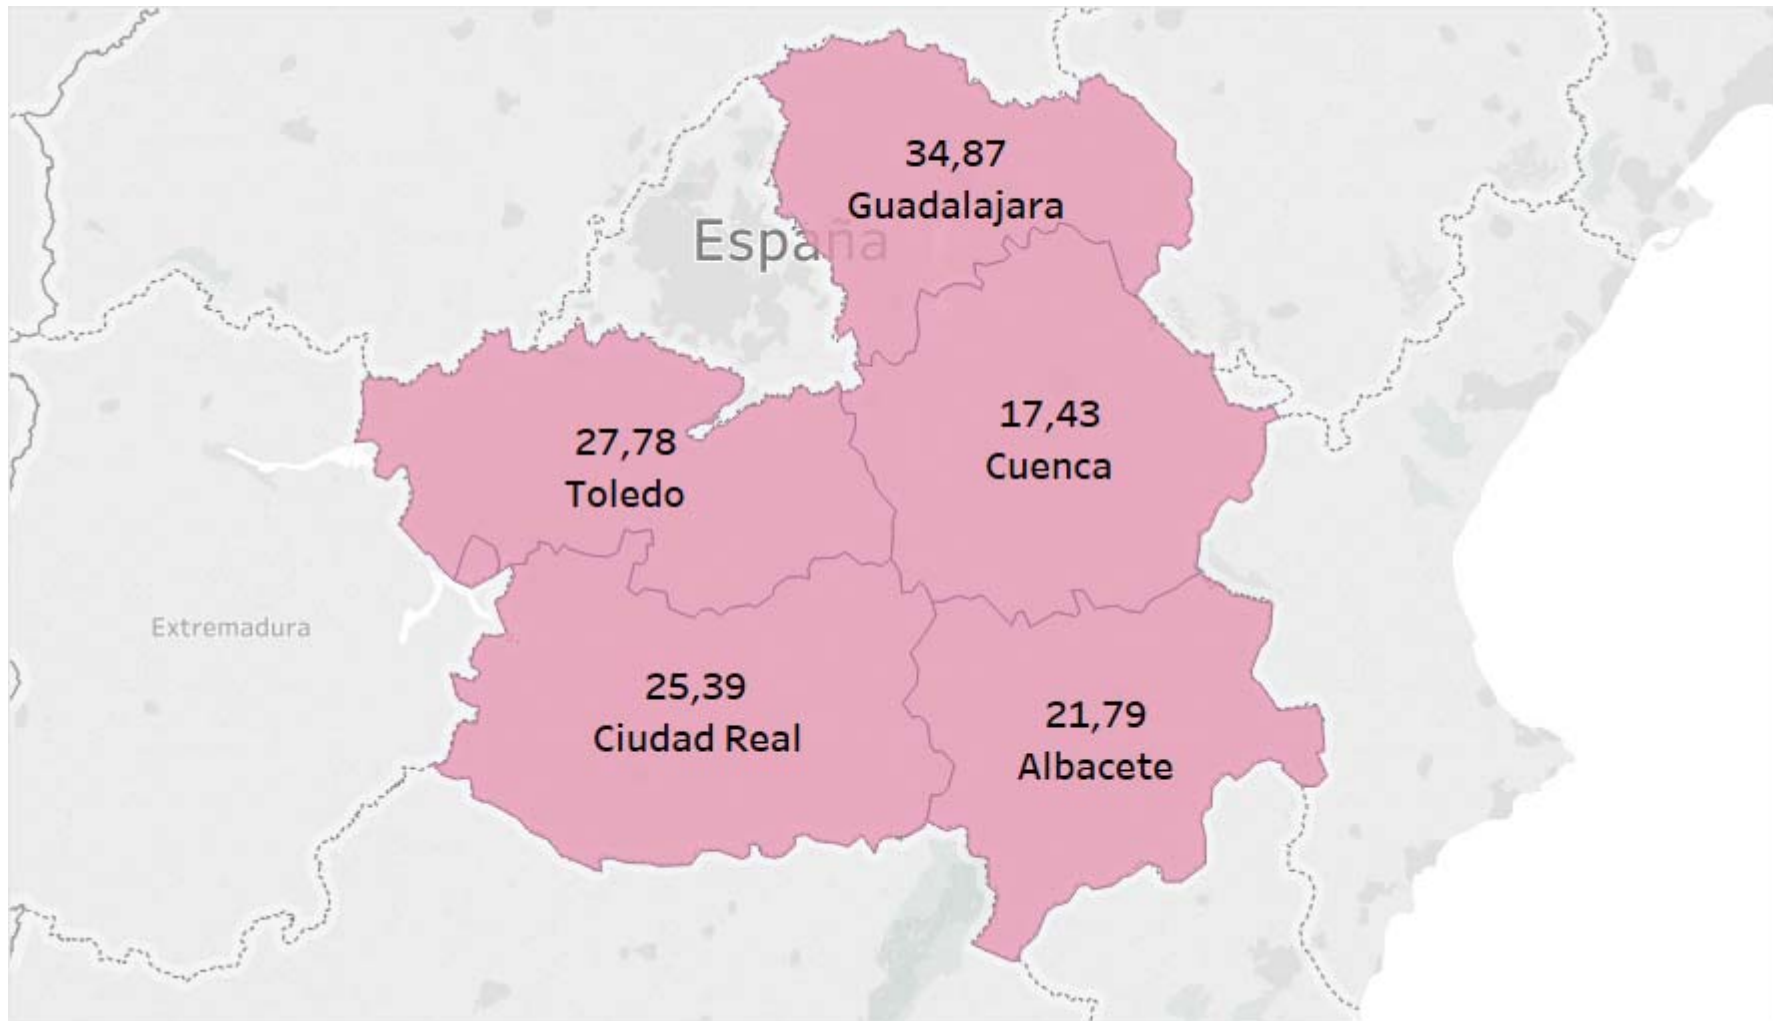 34,87
Guadalajara
España
17,43
Cuenca
27,78
Toledo
Extremadura
25,39
Ciudad Real
21,79
Albacete